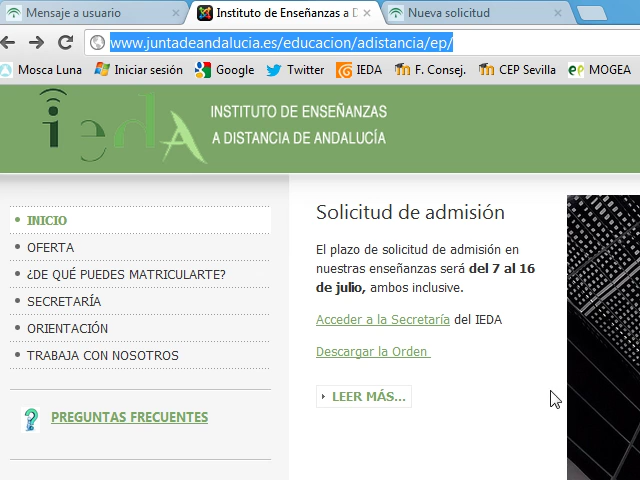 Mensaje a usuario
Instituto de Enseñanzas a D
Nueva solicitud
www.juntadeandalucia.es/educacion/adistancia/ep/
Mosca Luna
Iniciar sesión
Google
Twitter
IEDA
F. Consej.
CEP Sevilla
MOGEA
ieda
INSTITUTO DE ENSEÑANZAS
A DISTANCIA DE ANDALUCÍA
INICIO
OFERTA
¿DE QUÉ PUEDES MATRICULARTE?
SECRETARÍA
ORIENTACIÓN
TRABAJA CON NOSOTROS
PREGUNTAS FRECUENTES
Solicitud de admisión
El plazo de solicitud de admisión en
nuestras enseñanzas será del 7 al 16
de julio, ambos inclusive.
Acceder a la Secretaría del IEDA
Descargar la Orden
LEER MÁS...